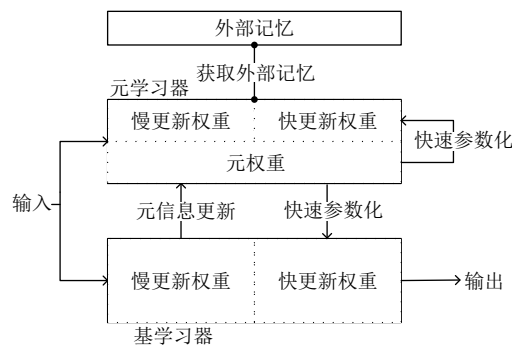 外部记忆
获取外部记忆
元学习器
慢更新权重
快更新权重
快速参数化
元权重
输入
元信息更新
快速参数化
慢更新权重
快更新权重
输出
基学习器